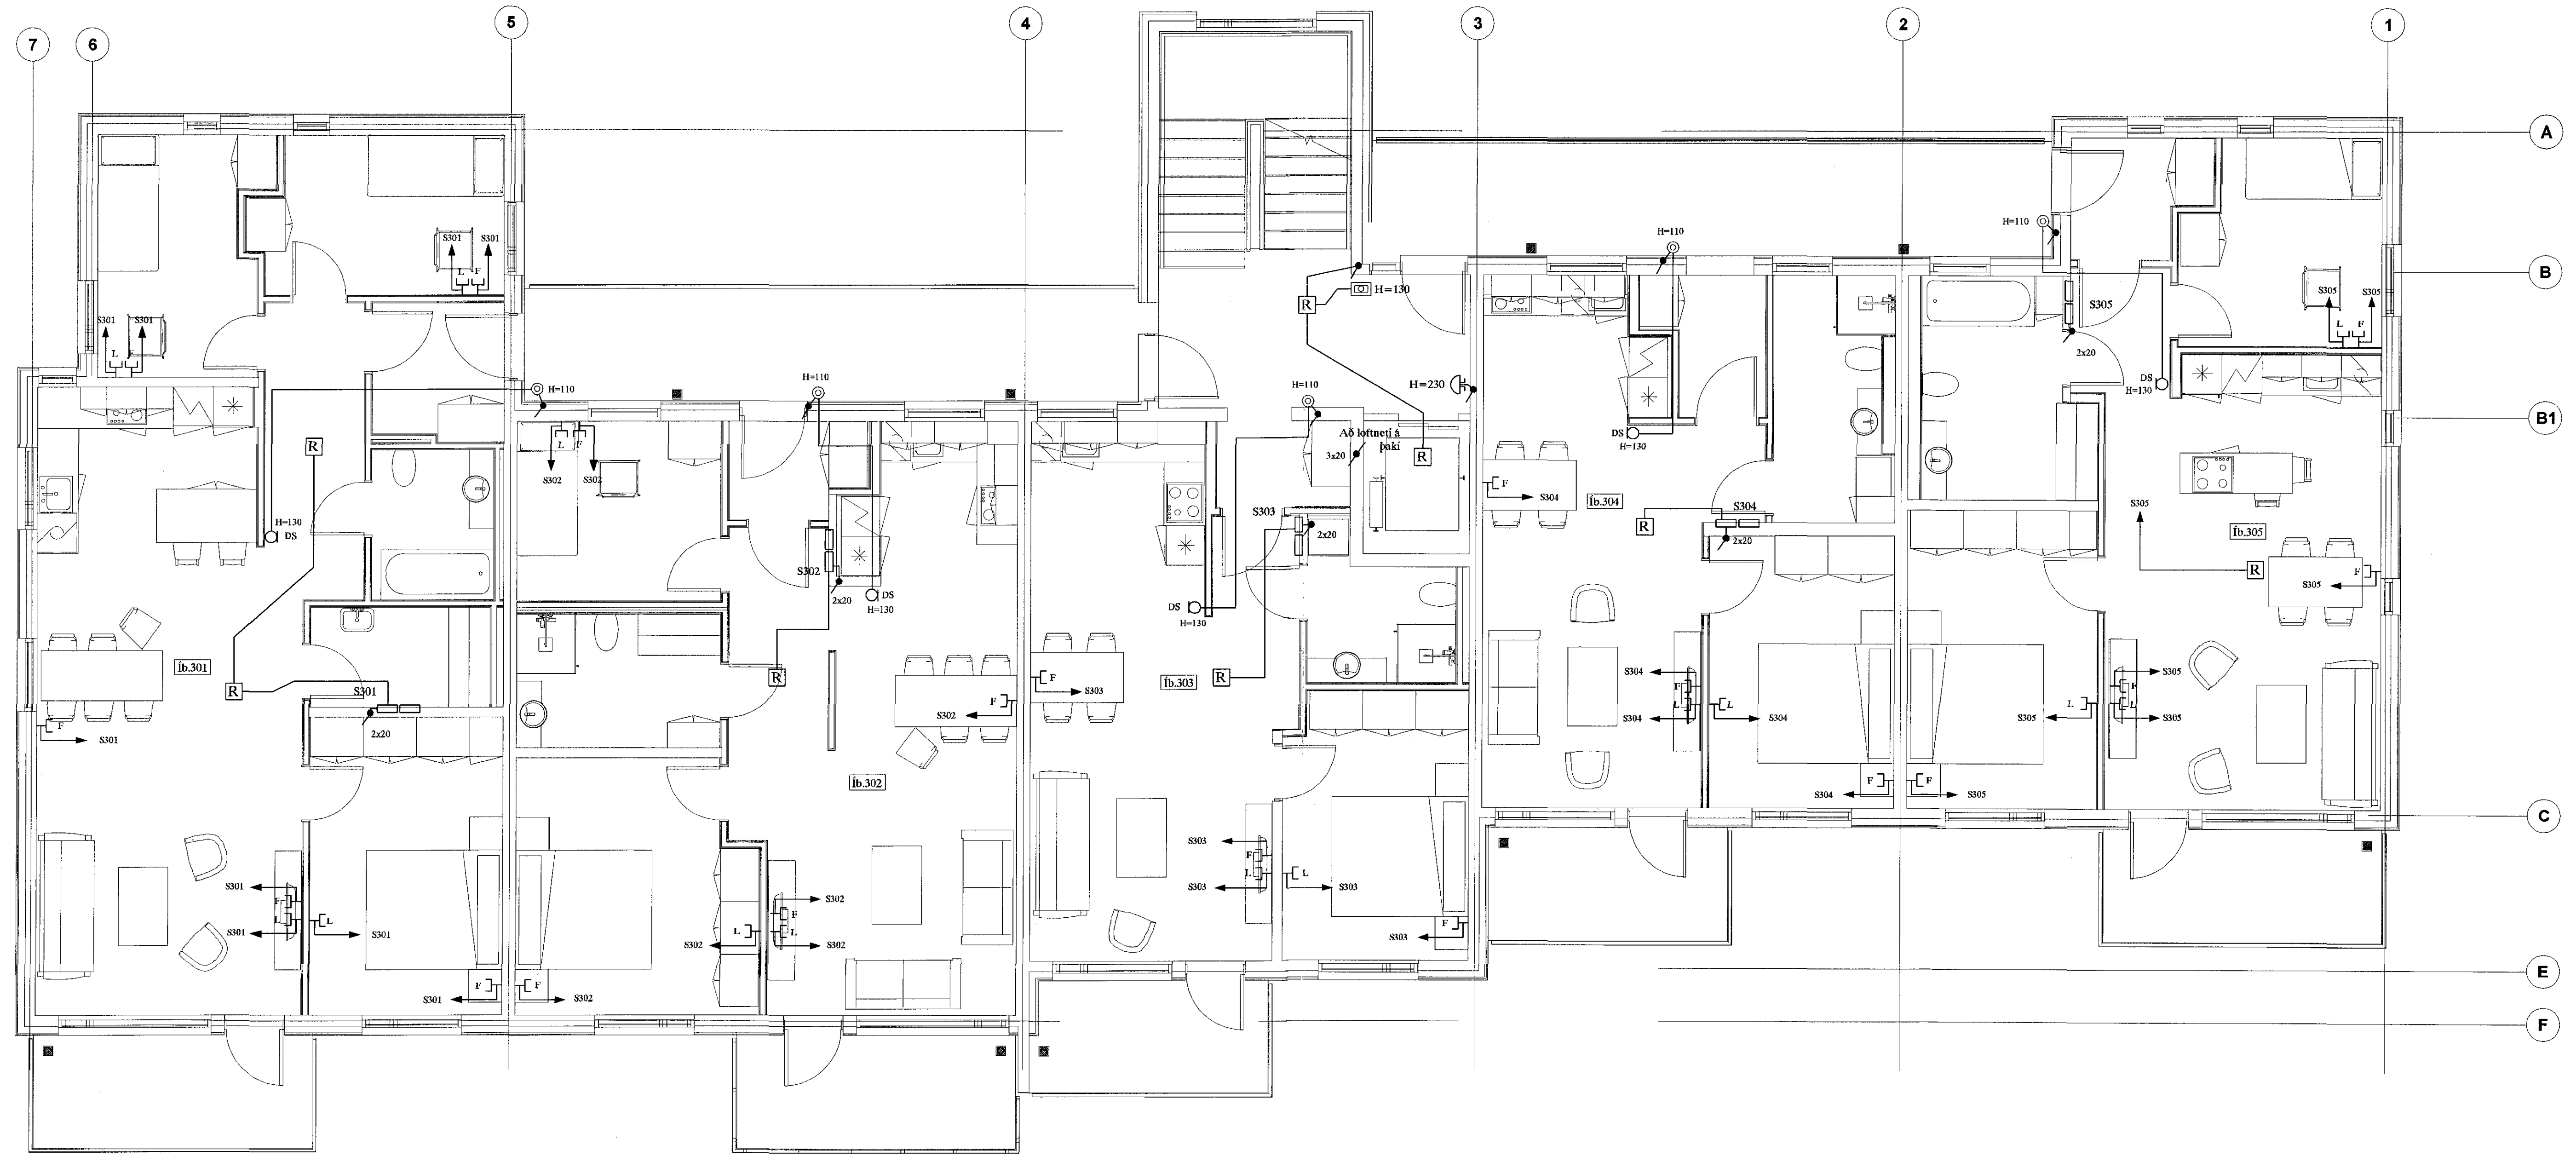 7
6
5
4
3
2
1
A
B
B1
C
E
F
S301
S301
L F
S301
S301
L F
H=110
H=130
DS
R
R
Íb.301
S301
2x20
F
S301
S301
F
L
S301
L
S301
F
S301
L F
S302
S302
H=110
S302
2x20
DS
H=130
R
F
S302
Íb.302
S302
F
L
S302
L
S302
F
S302
R
H=130
H=230
H=110
Að loftneti á
þaki
3x20
R
S303
2x20
DS
H=130
R
Íb.303
F
S303
S303
F
L
S303
L
S303
F
S303
H=110
DS
H=130
F
S304
Íb.304
R
S304
2x20
S304
F
L
S304
L
S304
F
S304
H=110
S305
2x20
DS
H=130
S305
S305
L F
S305
R
Íb.305
F
S305
S305
F
L
S305
L
S305
F
S305